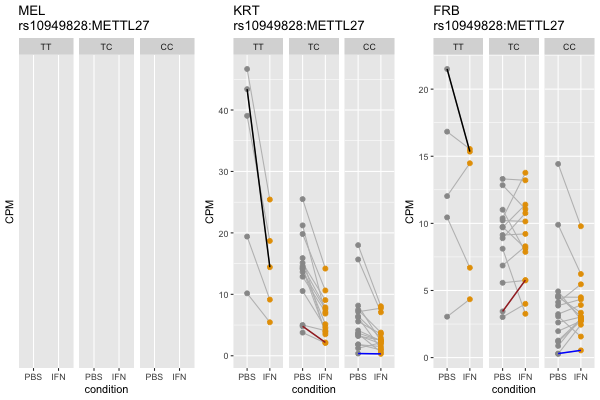 MEL
rs10949828:METTL27
TT TC CC
CPM
PBS IFN PBS IFN PBS IFN
condition
KRT
rs10949828:METTL27
TT TC CC
CPM
40
30
20
10
0
PBS IFN PBS IFN PBS IFN
condition
FRB
rs10949828:METTL27
TT TC CC
CPM
20
15
10
5
0
PBS IFN PBS IFN PBS IFN
condition